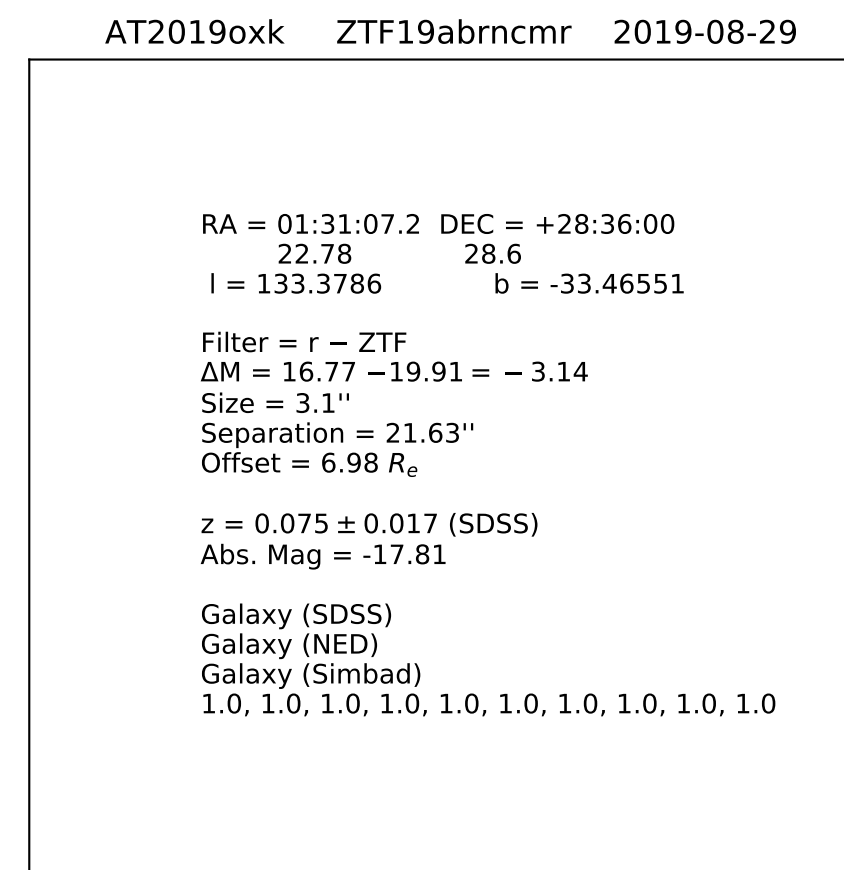 AT2019oxk ZTF19abrncmr 2019-08-29
RA = 01:31:07.2 DEC = +28:36:00
22.78 28.6
l = 133.3786 b = -33.46551
Filter = r − ZTF
ΔM = 16.77 −19.91 = − 3.14
Size = 3.1''
Separation = 21.63''
Offset = 6.98 Re
z = 0.075 ± 0.017 (SDSS)
Abs. Mag = -17.81
Galaxy (SDSS)
Galaxy (NED)
Galaxy (Simbad)
1.0, 1.0, 1.0, 1.0, 1.0, 1.0, 1.0, 1.0, 1.0, 1.0